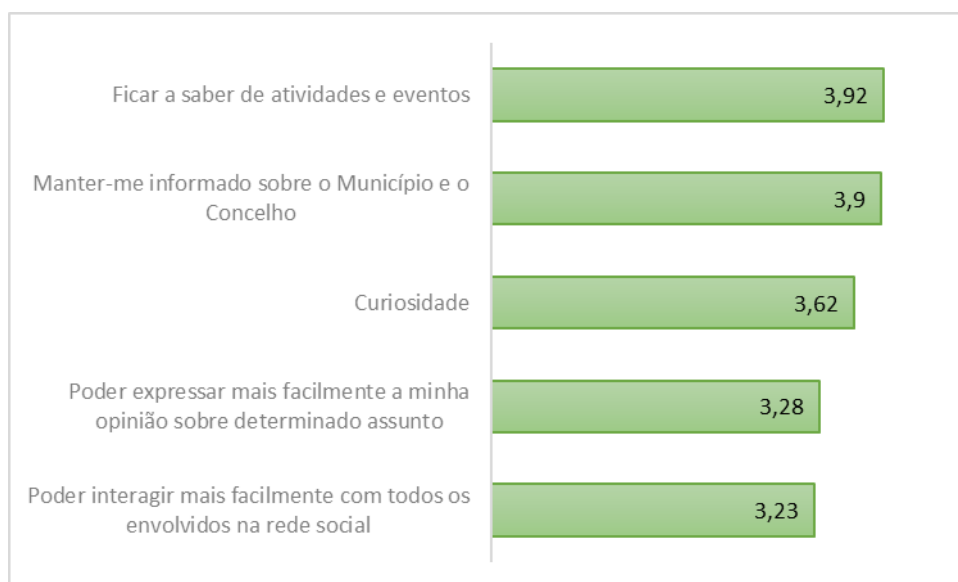 Ficar a saber de atividades e eventos
3,92
Manter-me informado sobre o Município e o
Concelho
3,9
Curiosidade
3,62
Poder expressar mais facilmente a minha
opinião sobre determinado assunto
3,28
Poder interagir mais facilmente com todos os
envolvidos na rede social
3,23